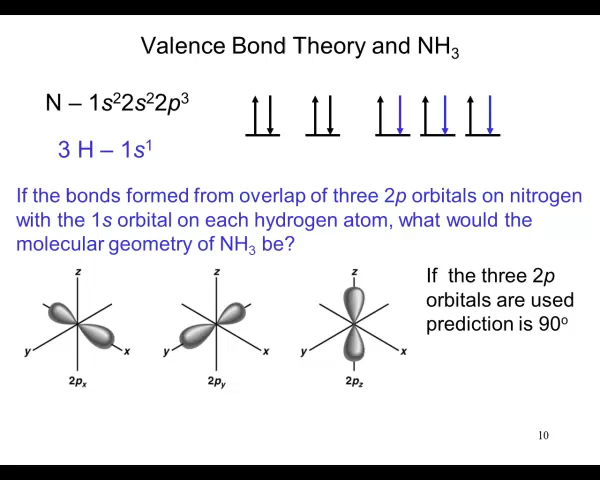 Valence Bond Theory and NH₃
N – 1s²2s²2p³
3 H – 1s¹
If the bonds formed from overlap of three 2p orbitals on nitrogen
with the 1s orbital on each hydrogen atom, what would the
molecular geometry of NH₃ be?
z
y
x
2pₓ
z
y
x
2pᵧ
z
y
x
2p_z
If the three 2p
orbitals are used
prediction is 90º
10